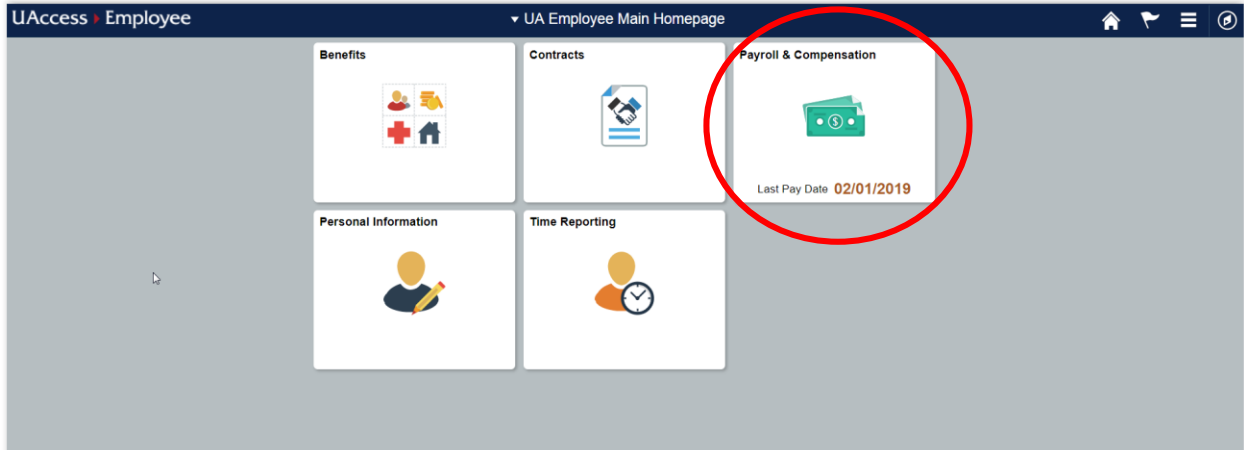 UAccess Employee
UA Employee Main Homepage
Benefits
Contracts
Payroll & Compensation
Last Pay Date 02/01/2019
Personal Information
Time Reporting